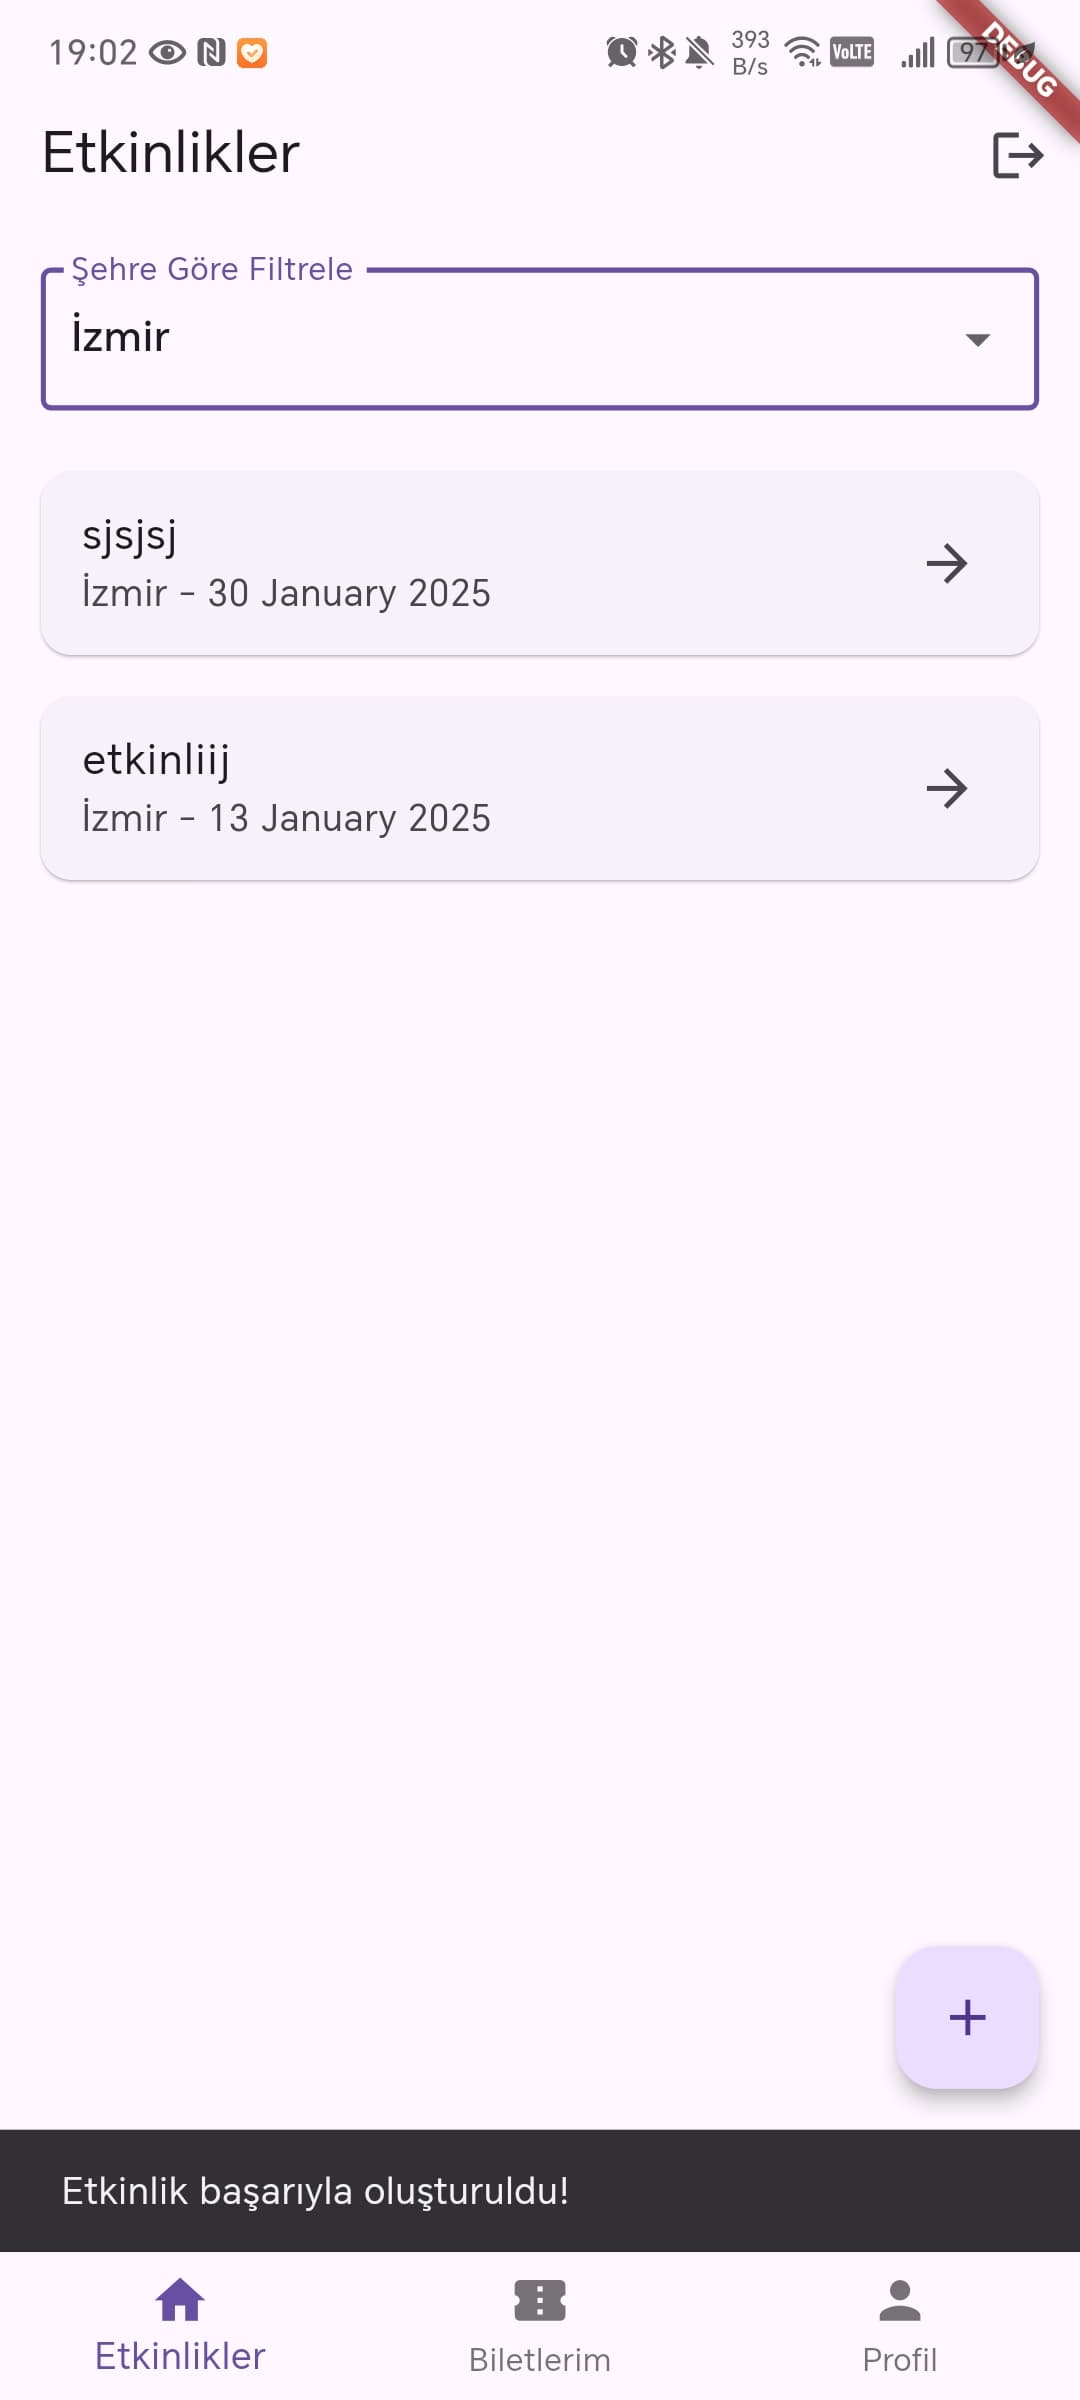 19:02
393
B/s
VoLTE
97
DEBUG
Etkinlikler
Şehre Göre Filtrele
İzmir
sjsjsj
İzmir - 30 January 2025
etkinliij
İzmir - 13 January 2025
Etkinlik başarıyla oluşturuldu!
Etkinlikler
Biletlerim
Profil